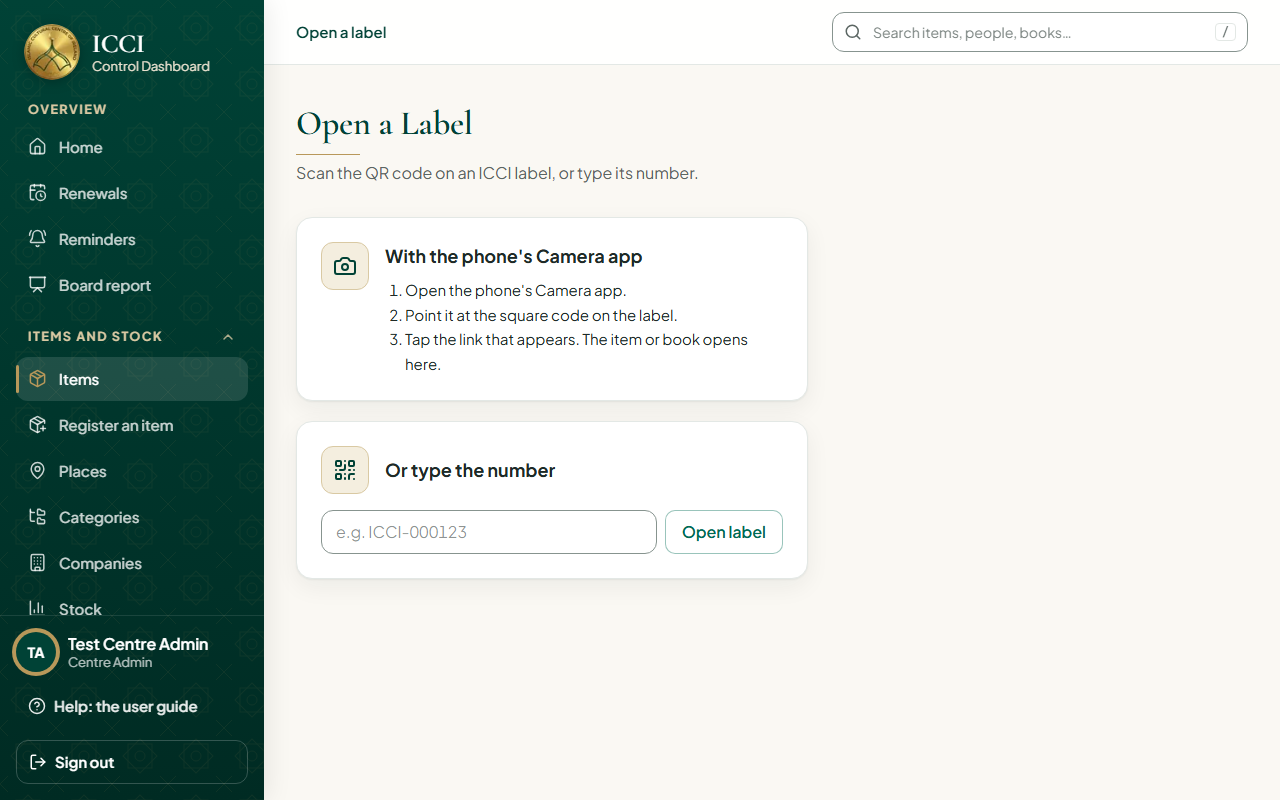 ICCI
Control Dashboard
OVERVIEW
Home
Renewals
Reminders
Board report
ITEMS AND STOCK
Items
Register an item
Places
Categories
Companies
Stock
TA
Test Centre Admin
Centre Admin
Help: the user guide
Sign out
Open a label
Search items, people, books...
/
Open a Label
Scan the QR code on an ICCI label, or type its number.
With the phone's Camera app
1. Open the phone's Camera app.
2. Point it at the square code on the label.
3. Tap the link that appears. The item or book opens
here.
Or type the number
e.g. ICCI-000123
Open label